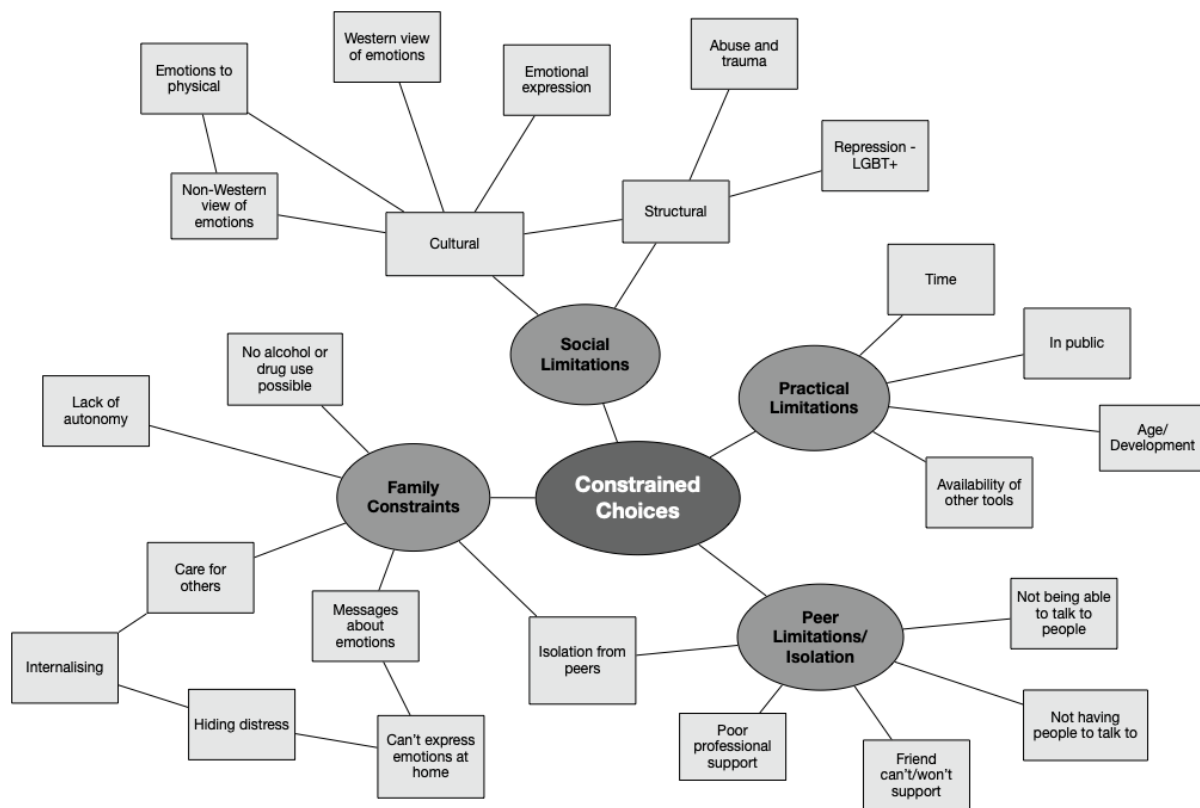 Western view
of emotions
Abuse and
trauma
Emotions to
physical
Emotional
expression
Repression -
LGBT+
Non-Western
view of
emotions
Structural
Cultural
Time
Social
Limitations
In public
No alcohol or
drug use
possible
Practical
Limitations
Lack of
autonomy
Age/
Development
Family
Constraints
Constrained
Choices
Availability of
other tools
Care for
others
Messages
about
emotions
Isolation from
peers
Peer
Limitations/
Isolation
Not being able
to talk to
people
Internalising
Hiding distress
Can't express
emotions at
home
Poor
professional
support
Friend
can't/won't
support
Not having
people to talk to